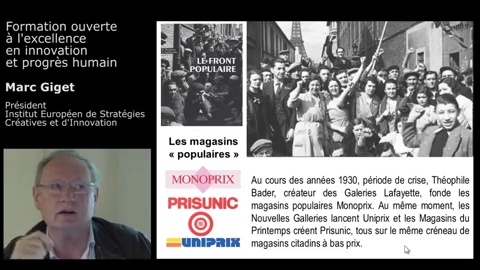 Formation ouverte
à l'excellence
en innovation
et progrès humain
Marc Giget
Président
Institut Européen de Stratégies
Créatives et d'Innovation
LE FRONT
POPULAIRE
Les magasins
« populaires »
MONOPRIX
PRISUNIC
UNIPRIX
Au cours des années 1930, période de crise, Théophile
Bader, créateur des Galeries Lafayette, fonde les
magasins populaires Monoprix. Au même moment, les
Nouvelles Galleries lancent Uniprix et les Magasins du
Printemps créent Prisunic, tous sur le même créneau de
magasins citadins à bas prix.